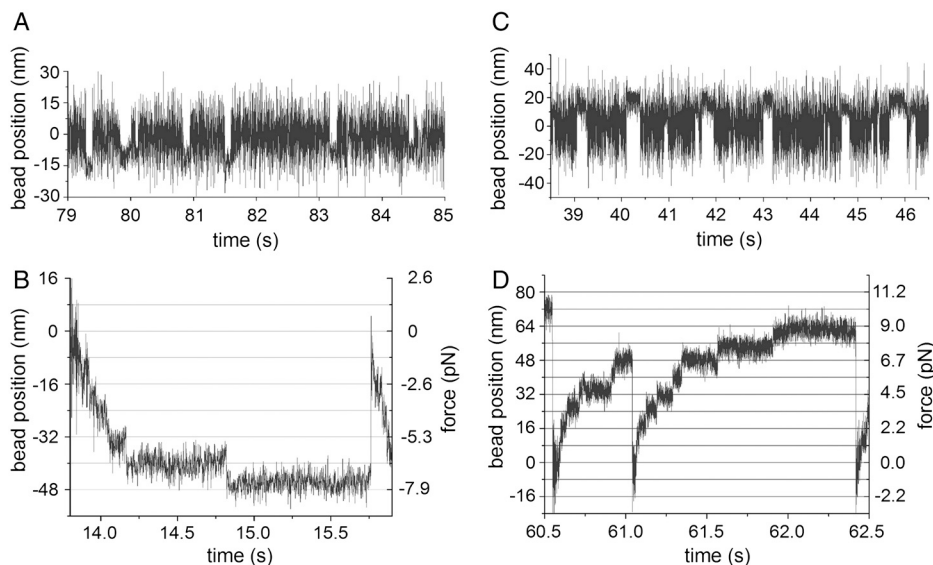 A
bead position (nm)
30
15
0
-15
-30
79 80 81 82 83 84 85
time (s)
C
bead position (nm)
40
20
0
-20
-40
39 40 41 42 43 44 45 46
time (s)
B
bead position (nm)
16
0
-16
-32
-48
2.6
0
-2.6
-5.3
-7.9
force (pN)
14.0 14.5 15.0 15.5
time (s)
D
bead position (nm)
80
64
48
32
16
0
-16
11.2
9.0
6.7
4.5
2.2
0.0
-2.2
force (pN)
60.5 61.0 61.5 62.0 62.5
time (s)